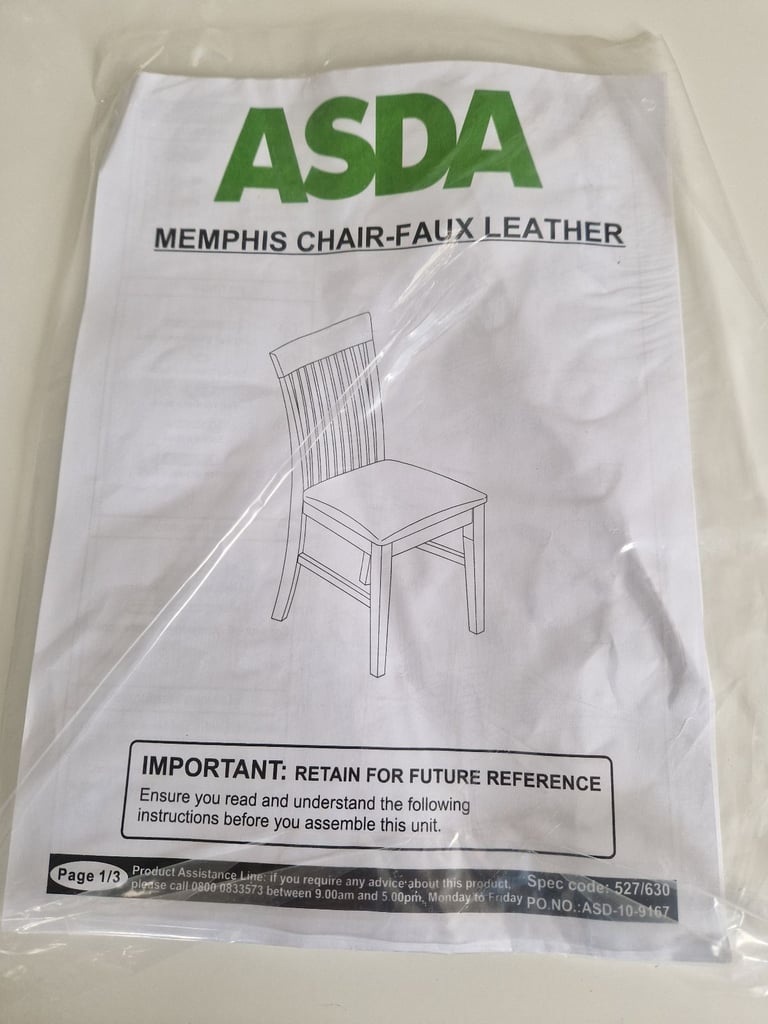 ASDA
MEMPHIS CHAIR-FAUX LEATHER
IMPORTANT: RETAIN FOR FUTURE REFERENCE
Ensure you read and understand the following
instructions before you assemble this unit.
Page 1/3
Product Assistance Line: if you require any advice about this product,
please call 0800 0833573 between 9.00am and 5.00pm, Monday to Friday
Spec code: 527/630
PO.NO.:ASD-10-9167